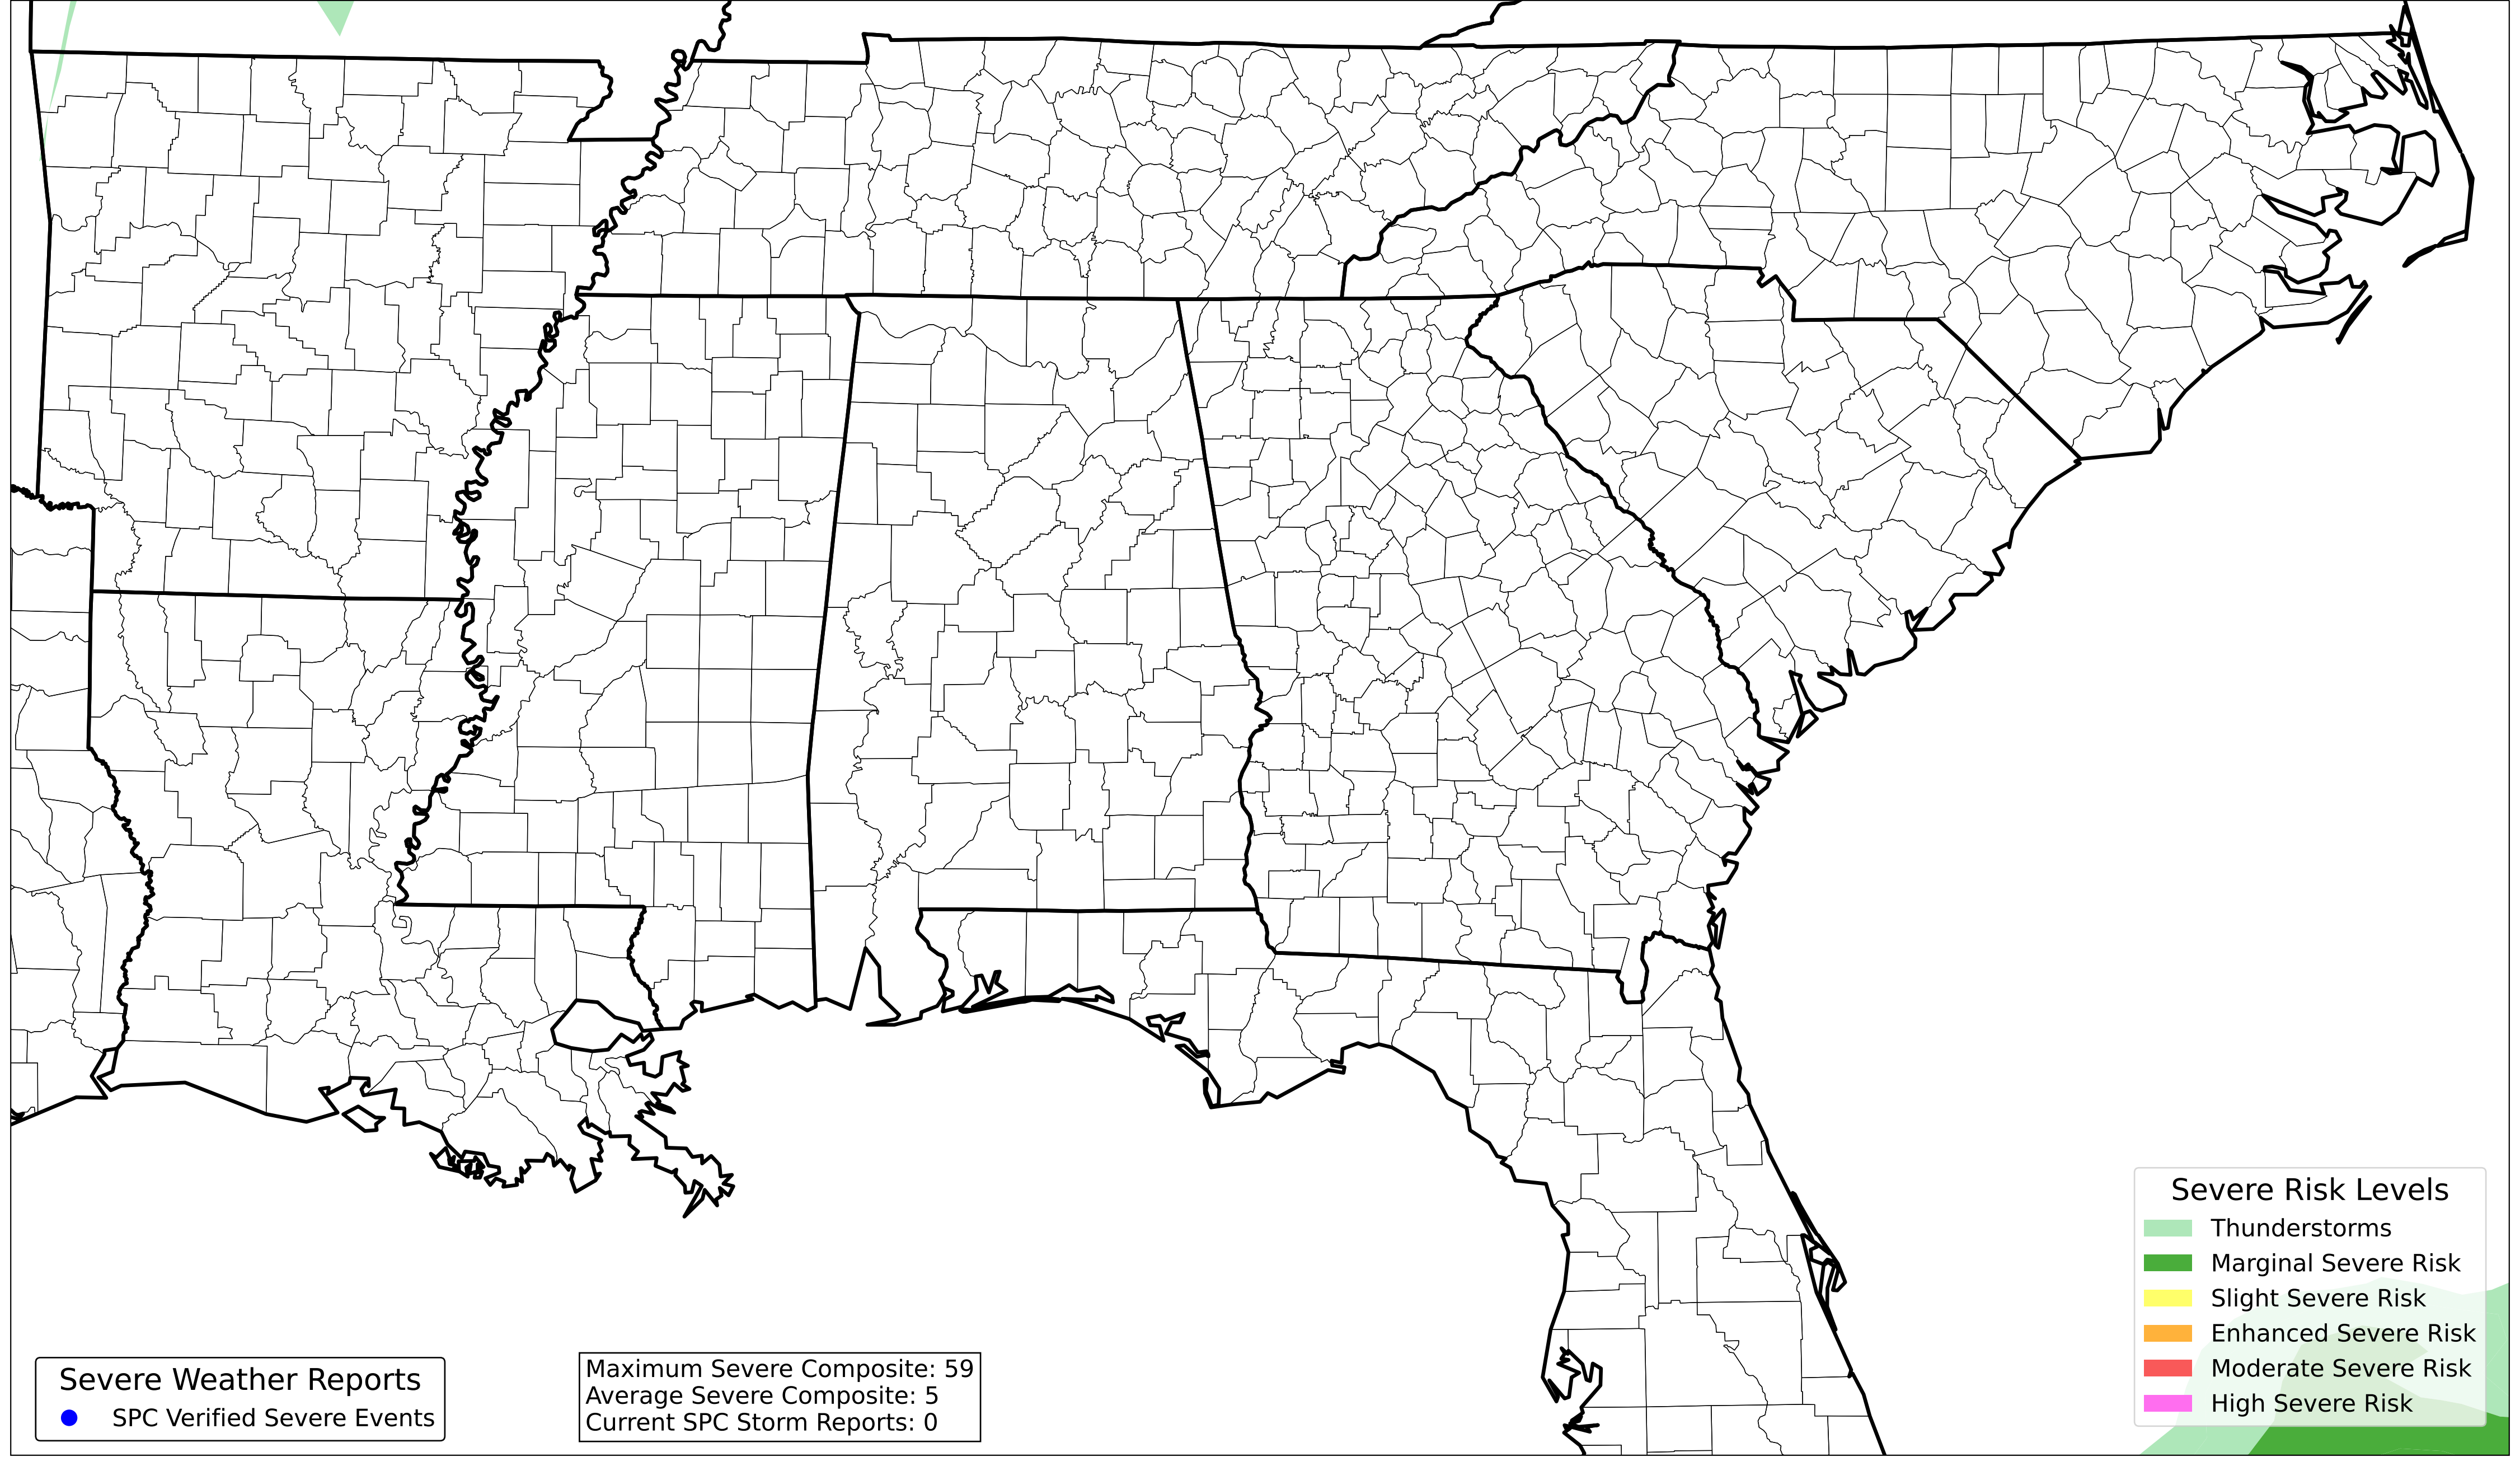 Severe Risk Levels
Thunderstorms
Marginal Severe Risk
Slight Severe Risk
Enhanced Severe Risk
Moderate Severe Risk
High Severe Risk
Severe Weather Reports
SPC Verified Severe Events
Maximum Severe Composite: 59
Average Severe Composite: 5
Current SPC Storm Reports: 0